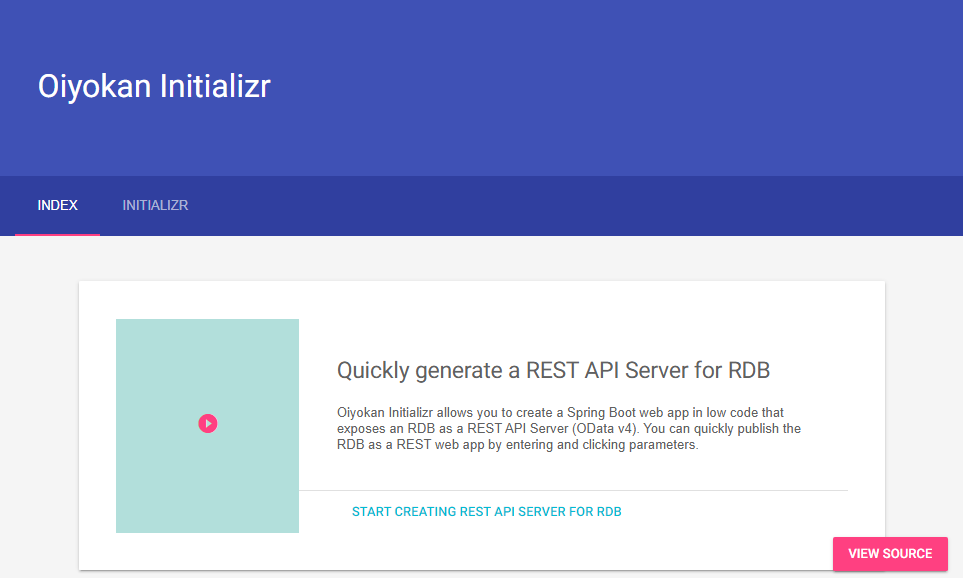 Oiyokan Initializr
INDEX
INITIALIZR
Quickly generate a REST API Server for RDB
Oiyokan Initializr allows you to create a Spring Boot web app in low code that
exposes an RDB as a REST API Server (OData v4). You can quickly publish the
RDB as a REST web app by entering and clicking parameters.
START CREATING REST API SERVER FOR RDB
VIEW SOURCE